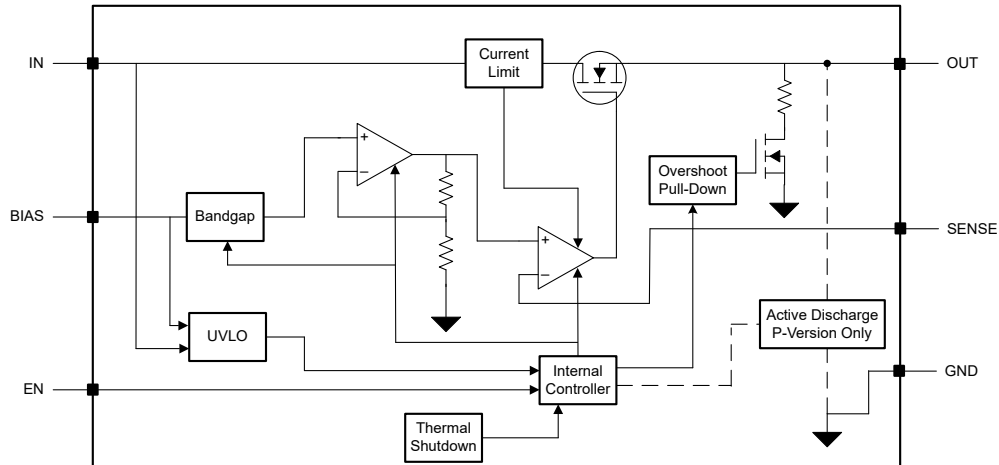 Current
Limit
IN
OUT
+
−
Overshoot
Pull-Down
BIAS
Bandgap
SENSE
+
−
Active Discharge
P-Version Only
UVLO
Internal
Controller
GND
EN
Thermal
Shutdown